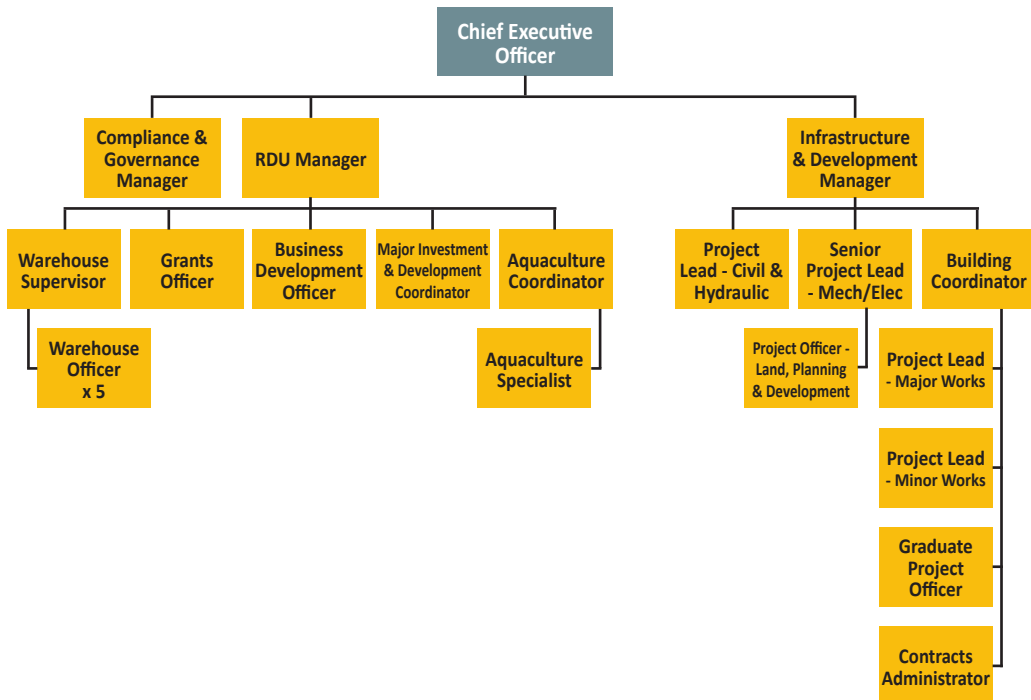 Chief Executive
Officer
Compliance &
Governance
Manager
RDU Manager
Infrastructure
& Development
Manager
Warehouse
Supervisor
Grants
Officer
Business
Development
Officer
Major Investment
& Development
Coordinator
Aquaculture
Coordinator
Project
Lead - Civil &
Hydraulic
Senior
Project Lead
- Mech/Elec
Building
Coordinator
Warehouse
Officer
x 5
Aquaculture
Specialist
Project Officer -
Land, Planning
& Development
Project Lead
- Major Works
Project Lead
- Minor Works
Graduate
Project
Officer
Contracts
Administrator